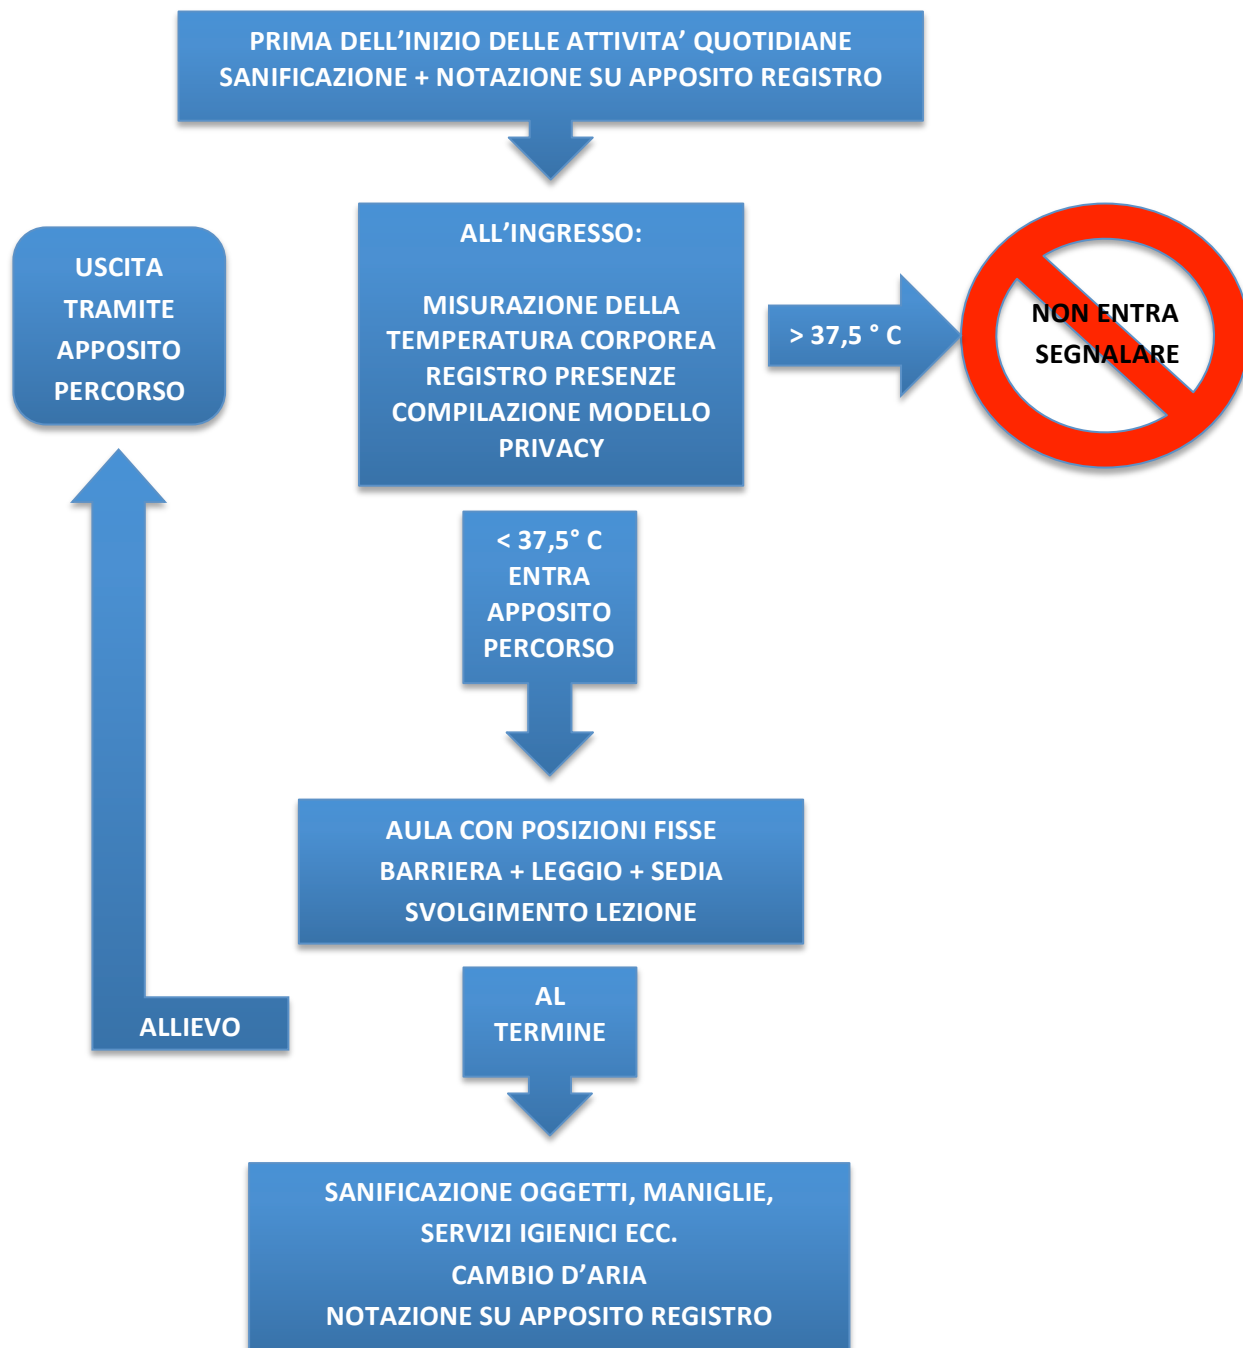 PRIMA DELL’INIZIO DELLE ATTIVITA’ QUOTIDIANE
SANIFICAZIONE + NOTAZIONE SU APPOSITO REGISTRO
ALL’INGRESSO:
MISURAZIONE DELLA
TEMPERATURA CORPOREA
REGISTRO PRESENZE
COMPILAZIONE MODELLO
PRIVACY
> 37,5 ° C
NON ENTRA
SEGNALARE
USCITA
TRAMITE
APPOSITO
PERCORSO
< 37,5° C
ENTRA
APPOSITO
PERCORSO
AULA CON POSIZIONI FISSE
BARRIERA + LEGGIO + SEDIA
SVOLGIMENTO LEZIONE
ALLIEVO
AL
TERMINE
SANIFICAZIONE OGGETTI, MANIGLIE,
SERVIZI IGIENICI ECC.
CAMBIO D’ARIA
NOTAZIONE SU APPOSITO REGISTRO